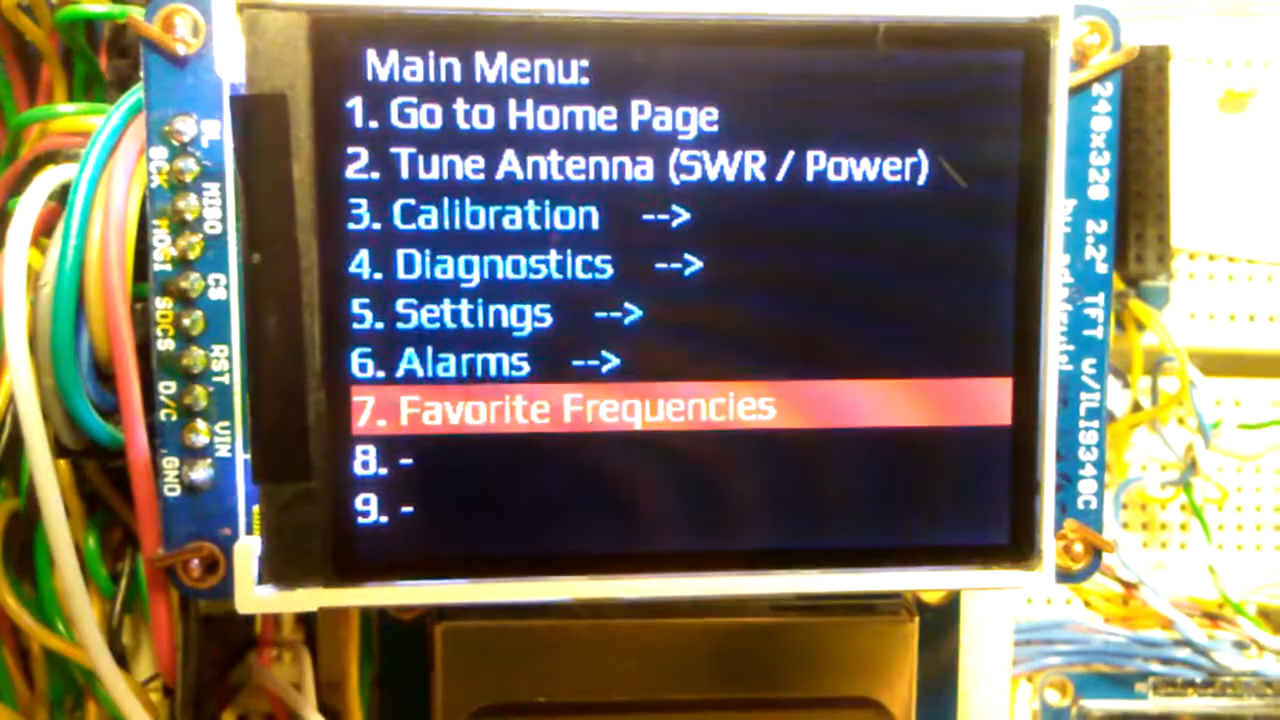 Main Menu:
1. Go to Home Page
2. Tune Antenna (SWR / Power)
3. Calibration -->
4. Diagnostics -->
5. Settings -->
6. Alarms -->
7. Favorite Frequencies
8. -
9. -
BL
SCK
MISO
MOSI
CS
SDCS
RST
D/C
VIN
GND
240x320 2.2" TFT w/ILI9340C